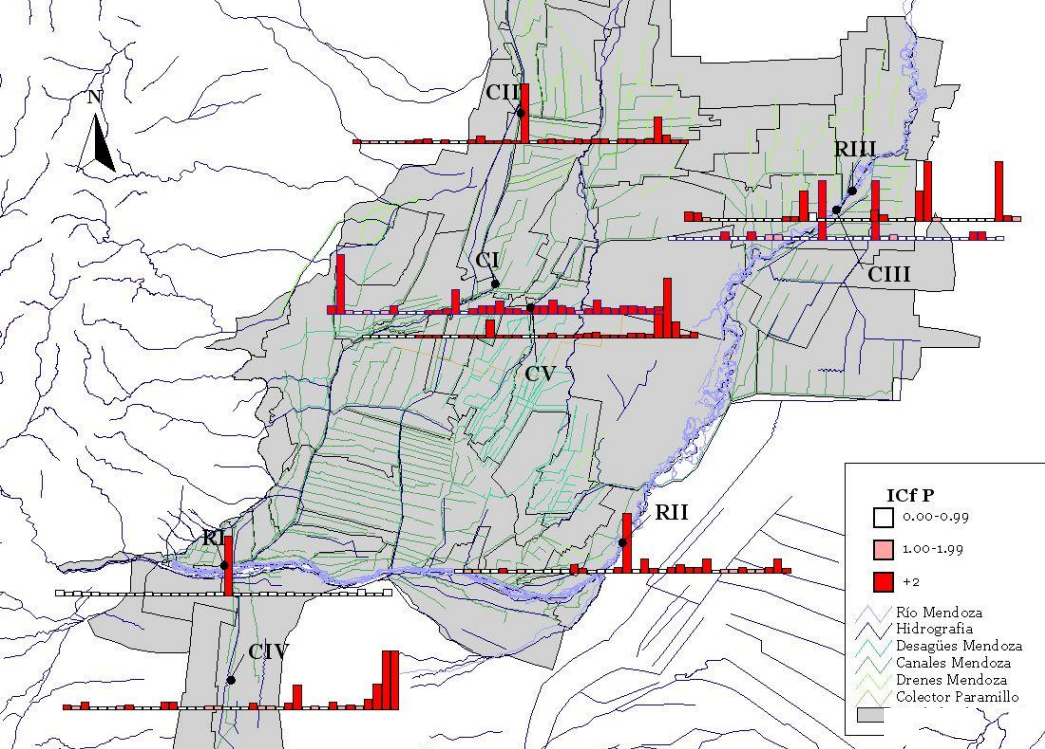 N
CII
RIII
CI
CIII
CV
RII
RI
CIV
ICf P
0.00-0.99
1.00-1.99
+2
Río Mendoza
Hidrografia
Desagües Mendoza
Canales Mendoza
Drenes Mendoza
Colector Paramillo